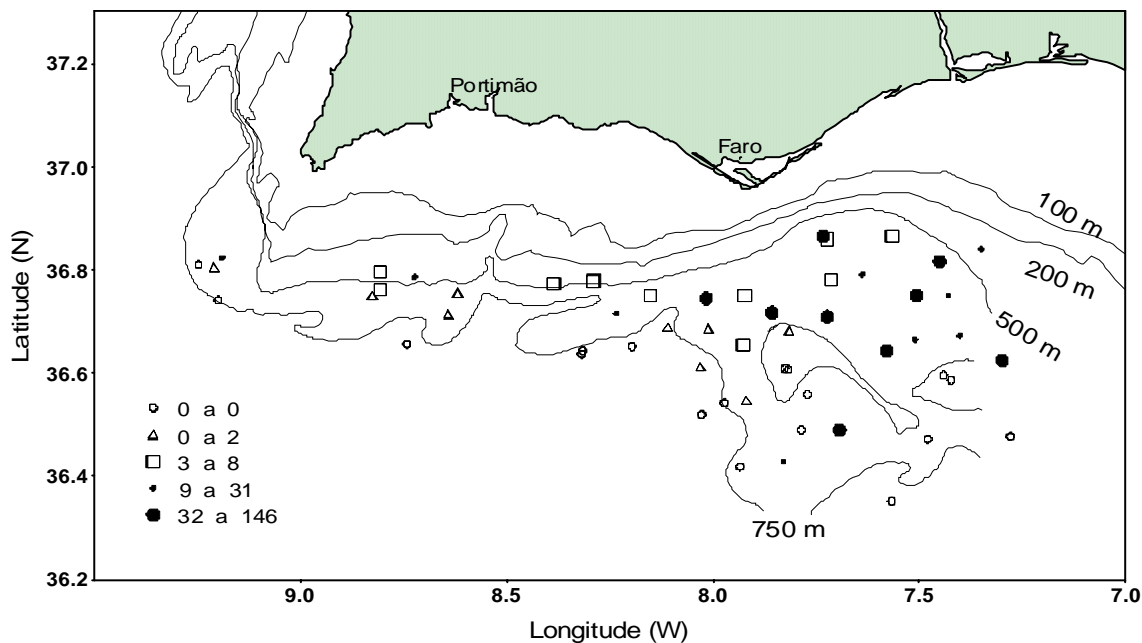 37.2
37.0
36.8
36.6
36.4
36.2
Latitude (N)
Portimão
Faro
100 m
200 m
500 m
750 m
0 a 0
0 a 2
3 a 8
9 a 31
32 a 146
9.0 8.5 8.0 7.5 7.0
Longitude (W)